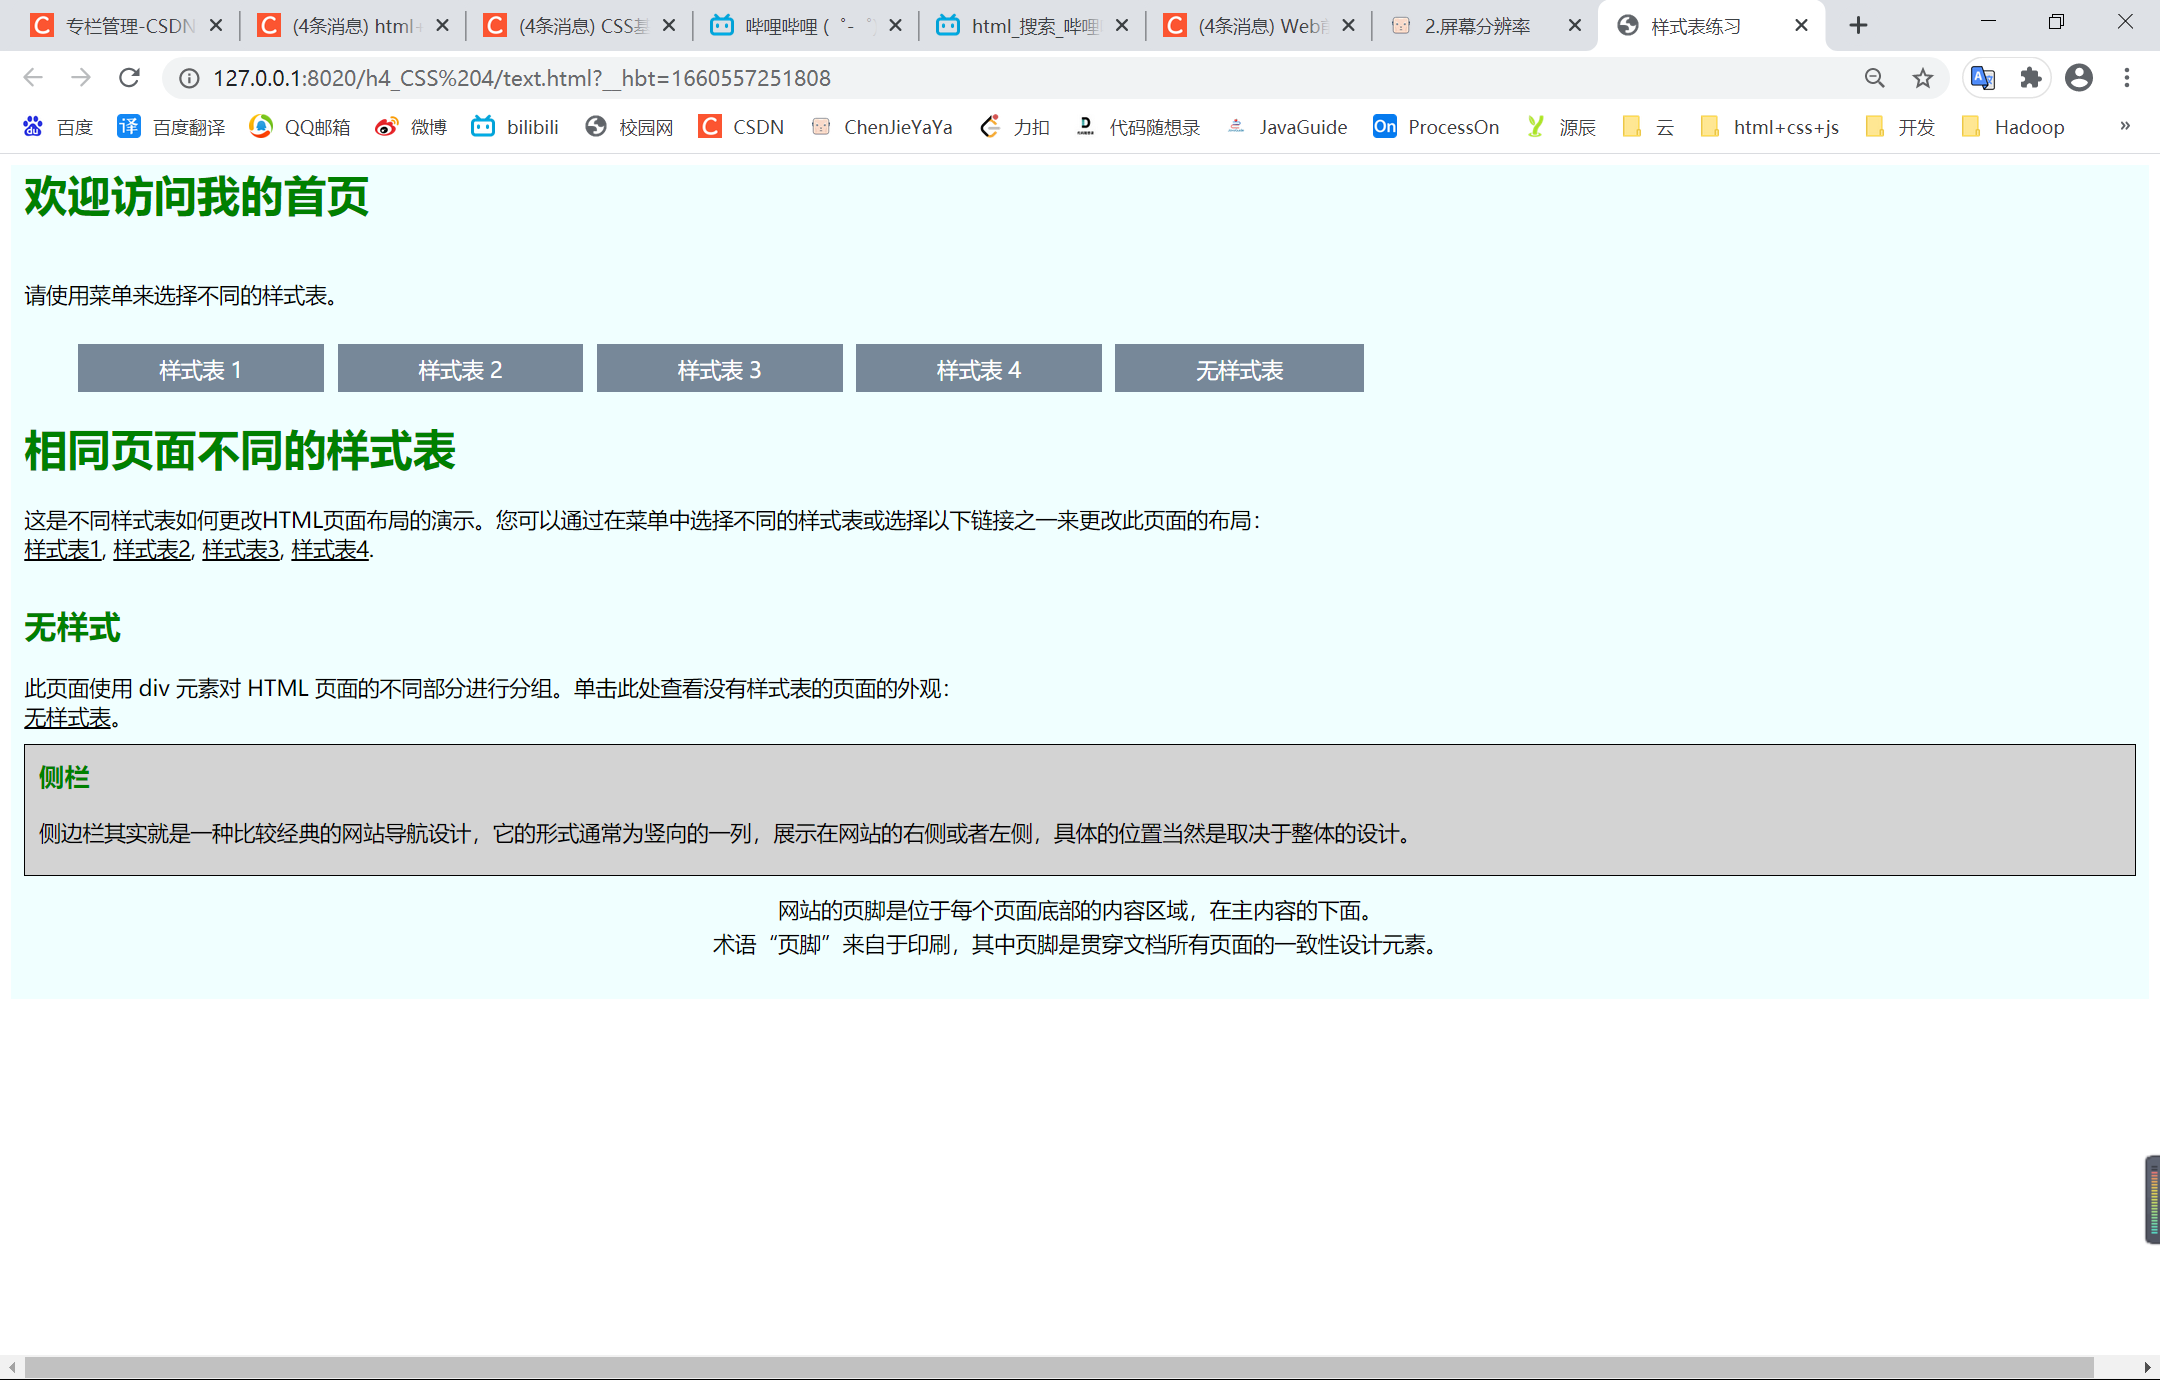 专栏管理-CSDN
(4条消息) html+
(4条消息) CSS基
哔哩哔哩 (゜-゜)
html_搜索_哔哩
(4条消息) Web前
2.屏幕分辨率
样式表练习
127.0.0.1:8020/h4_CSS%204/text.html?__hbt=1660557251808
百度
百度翻译
QQ邮箱
微博
bilibili
校园网
CSDN
ChenJieYaYa
力扣
代码随想录
JavaGuide
ProcessOn
源辰
云
html+css+js
开发
Hadoop
»
欢迎访问我的首页
请使用菜单来选择不同的样式表。
样式表 1
样式表 2
样式表 3
样式表 4
无样式表
相同页面不同的样式表
这是不同样式表如何更改HTML页面布局的演示。您可以通过在菜单中选择不同的样式表或选择以下链接之一来更改此页面的布局：
样式表1, 样式表2, 样式表3, 样式表4.
无样式
此页面使用 div 元素对 HTML 页面的不同部分进行分组。单击此处查看没有样式表的页面的外观：
无样式表。
侧栏
侧边栏其实就是一种比较经典的网站导航设计，它的形式通常为竖向的一列，展示在网站的右侧或者左侧，具体的位置当然是取决于整体的设计。
网站的页脚是位于每个页面底部的内容区域，在主内容的下面。
术语“页脚”来自于印刷，其中页脚是贯穿文档所有页面的一致性设计元素。